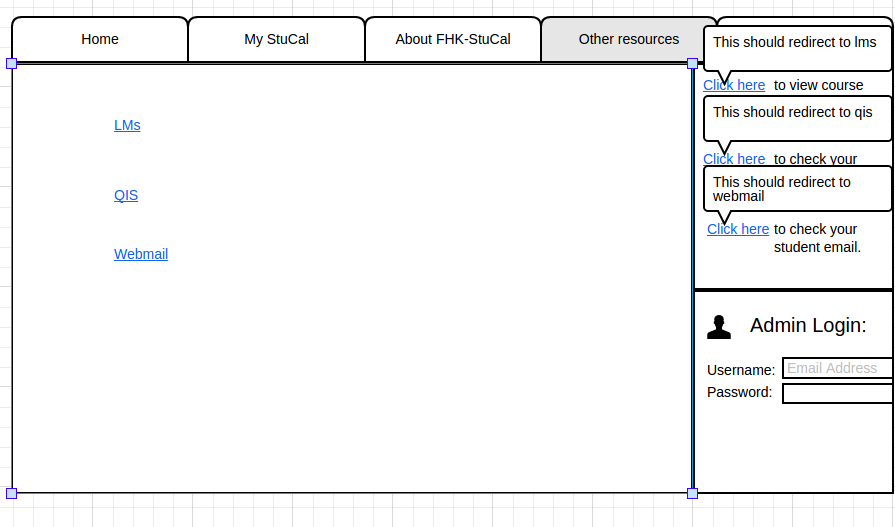 Home
My StuCal
About FHK-StuCal
Other resources
This should redirect to lms
Click here to view course
LMs
This should redirect to qis
Click here to check your
QIS
This should redirect to
webmail
Click here to check your
student email.
Webmail
Admin Login:
Username: Email Address
Password: